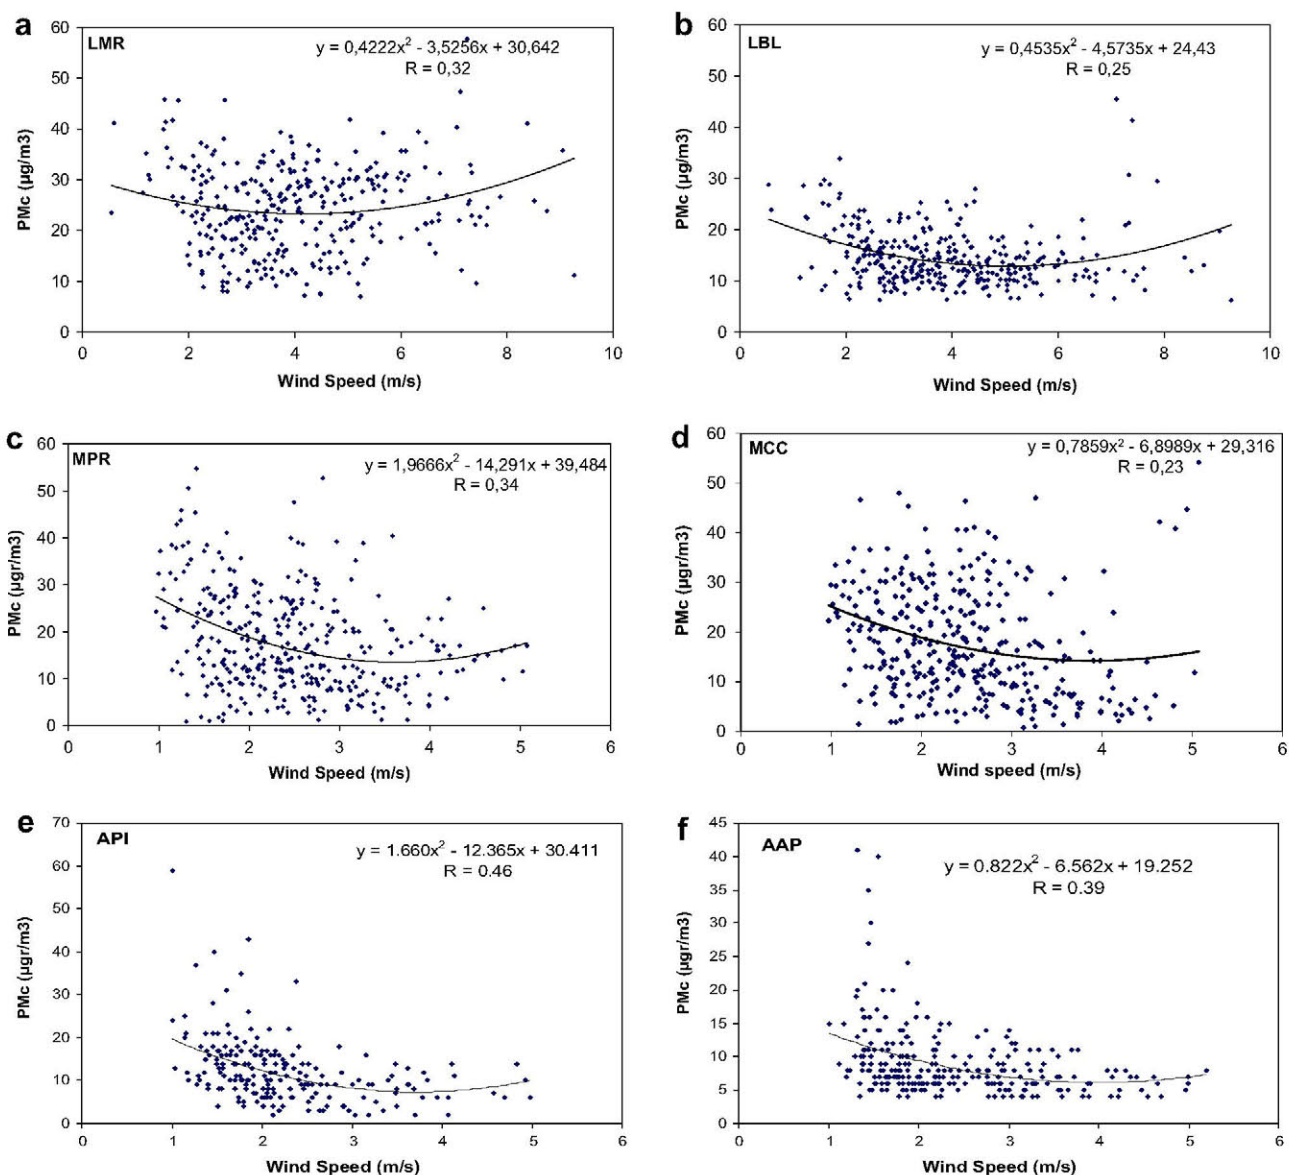 a
LMR
y = 0,4222x² - 3,5256x + 30,642
R = 0,32
PMc (µg/m3)
60
50
40
30
20
10
0
0 2 4 6 8 10
Wind Speed (m/s)
b
LBL
y = 0,4535x² - 4,5735x + 24,43
R = 0,25
PMc (µg/m3)
60
50
40
30
20
10
0
0 2 4 6 8 10
Wind Speed (m/s)
c
MPR
y = 1,9666x² - 14,291x + 39,484
R = 0,34
PMc (µgr/m3)
60
50
40
30
20
10
0
0 1 2 3 4 5 6
Wind Speed (m/s)
d
MCC
y = 0,7859x² - 6,8989x + 29,316
R = 0,23
PMc (µgr/m3)
60
50
40
30
20
10
0
0 1 2 3 4 5 6
Wind speed (m/s)
e
API
y = 1.660x² - 12.365x + 30.411
R = 0.46
PMc (µgr/m3)
70
60
50
40
30
20
10
0
0 1 2 3 4 5 6
Wind Speed (m/s)
f
AAP
y = 0.822x² - 6.562x + 19.252
R = 0.39
PMc (µgr/m3)
45
40
35
30
25
20
15
10
5
0
0 1 2 3 4 5 6
Wind Speed (m/s)